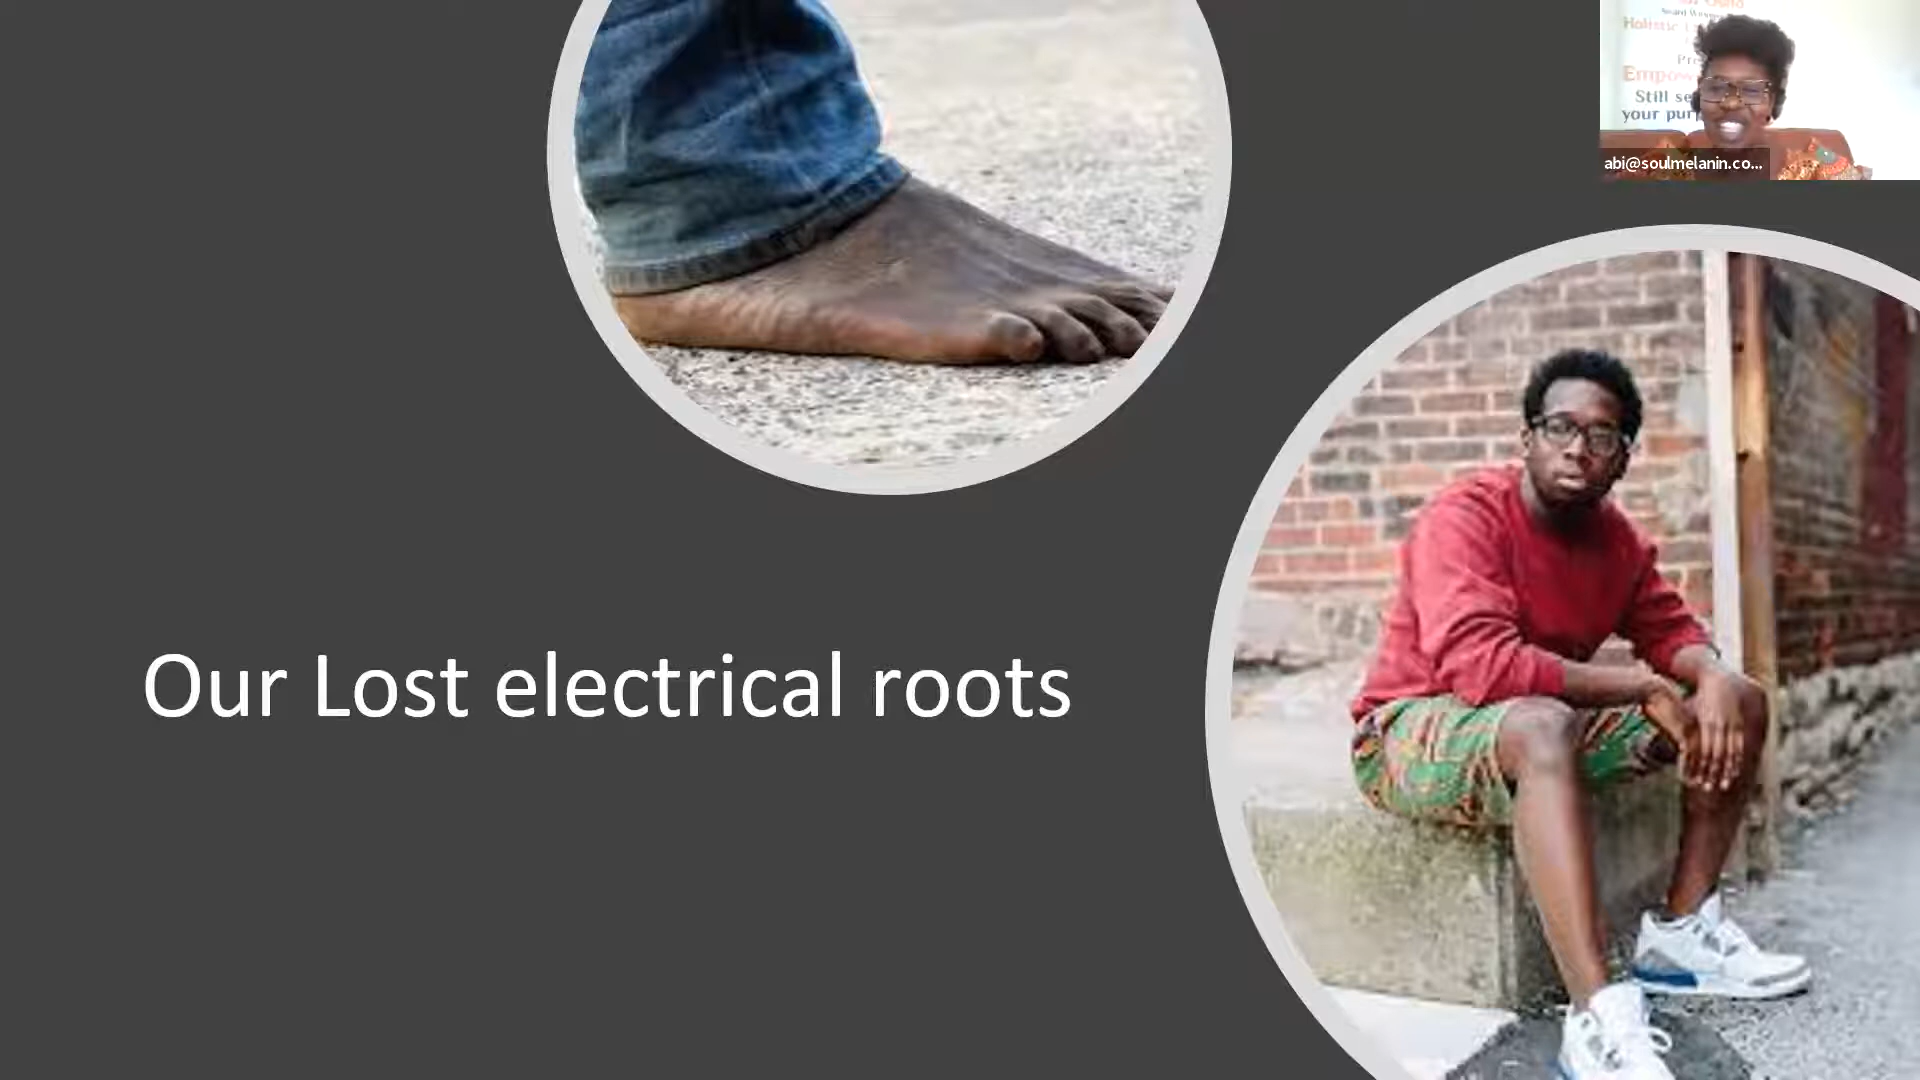 Holistic
Empow
Still se
your pur
abi@soulmelanin.co...
Our Lost electrical roots